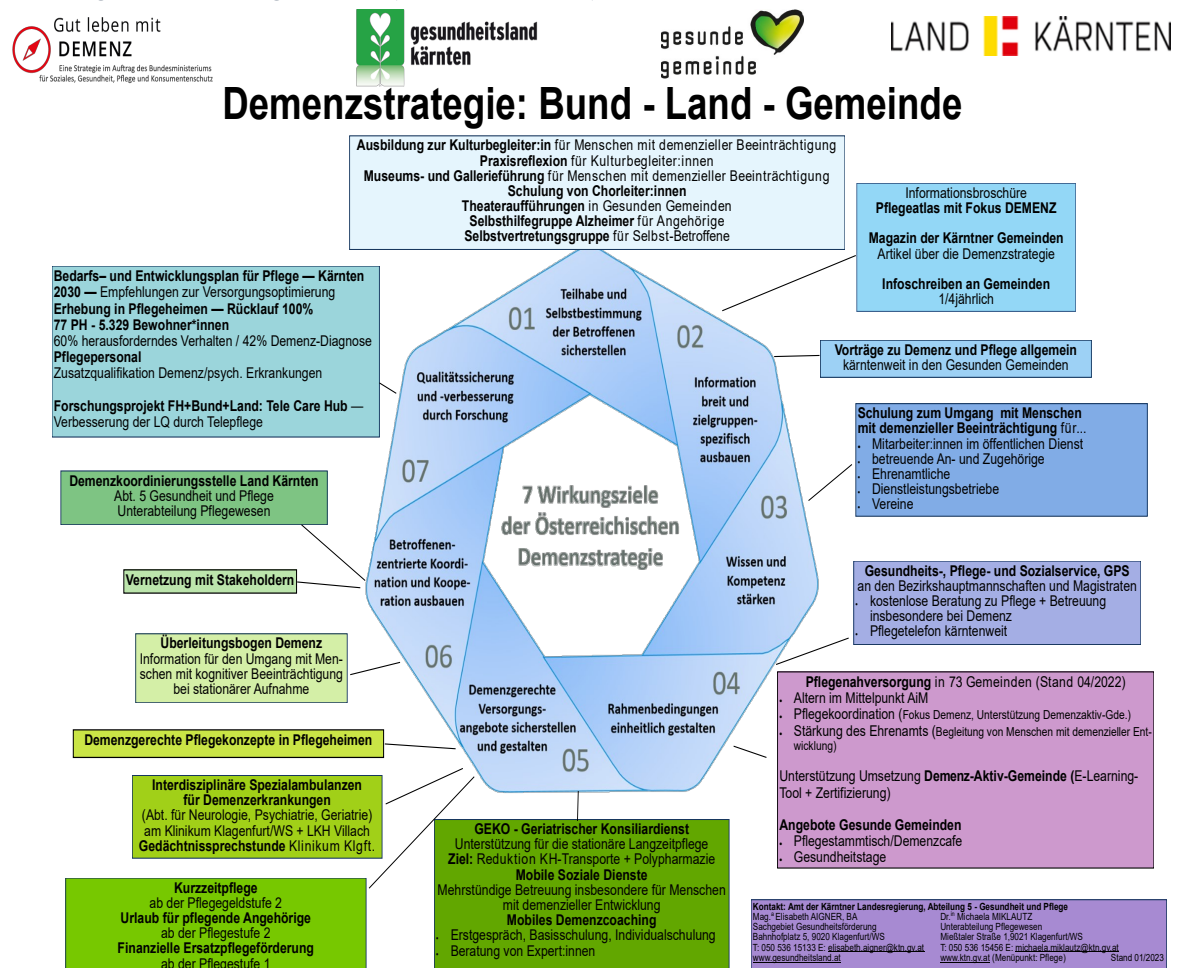 Gut leben mit
DEMENZ
Eine Strategie im Auftrag des Bundesministeriums
für Soziales, Gesundheit, Pflege und Konsumentenschutz
gesundheitsland
kärnten
gesunde
gemeinde
LAND KÄRNTEN
Demenzstrategie: Bund - Land - Gemeinde
Ausbildung zur Kulturbegleiter:in für Menschen mit demenzieller Beeinträchtigung
Praxisreflexion für Kulturbegleiter:innen
Museums- und Gallerieführung für Menschen mit demenzieller Beeinträchtigung
Schulung von Chorleiter:innen
Theateraufführungen in Gesunden Gemeinden
Selbsthilfegruppe Alzheimer für Angehörige
Selbstvertretungsgruppe für Selbst-Betroffene
Informationsbroschüre
Pflegeatlas mit Fokus DEMENZ
Magazin der Kärntner Gemeinden
Artikel über die Demenzstrategie
Infoschreiben an Gemeinden
1/4jährlich
Vorträge zu Demenz und Pflege allgemein
kärntenweit in den Gesunden Gemeinden
Schulung zum Umgang mit Menschen
mit demenzieller Beeinträchtigung für...
• Mitarbeiter:innen im öffentlichen Dienst
• betreuende An- und Zugehörige
• Ehrenamtliche
• Dienstleistungsbetriebe
• Vereine
Gesundheits-, Pflege- und Sozialservice, GPS
an den Bezirkshauptmannschaften und Magistraten
• kostenlose Beratung zu Pflege + Betreuung
insbesondere bei Demenz
• Pflegetelefon kärntenweit
Pflegenahversorgung in 73 Gemeinden (Stand 04/2022)
• Altern im Mittelpunkt AiM
• Pflegekoordination (Fokus Demenz, Unterstützung Demenzaktiv-Gde.)
• Stärkung des Ehrenamts (Begleitung von Menschen mit demenzieller Ent-
wicklung)
Unterstützung Umsetzung Demenz-Aktiv-Gemeinde (E-Learning-
Tool + Zertifizierung)
Angebote Gesunde Gemeinden
• Pflegestammtisch/Demenzcafe
• Gesundheitstage
Bedarfs– und Entwicklungsplan für Pflege — Kärnten
2030 — Empfehlungen zur Versorgungsoptimierung
Erhebung in Pflegeheimen — Rücklauf 100%
77 PH - 5.329 Bewohner*innen
60% herausforderndes Verhalten / 42% Demenz-Diagnose
Pflegepersonal
Zusatzqualifikation Demenz/psych. Erkrankungen
Forschungsprojekt FH+Bund+Land: Tele Care Hub —
Verbesserung der LQ durch Telepflege
Demenzkoordinierungsstelle Land Kärnten
Abt. 5 Gesundheit und Pflege
Unterabteilung Pflegewesen
Vernetzung mit Stakeholdern
Überleitungsbogen Demenz
Information für den Umgang mit Men-
schen mit kognitiver Beeinträchtigung
bei stationärer Aufnahme
Demenzgerechte Pflegekonzepte in Pflegeheimen
Interdisziplinäre Spezialambulanzen
für Demenzerkrankungen
(Abt. für Neurologie, Psychiatrie, Geriatrie)
am Klinikum Klagenfurt/WS + LKH Villach
Gedächtnissprechstunde Klinikum Klgft.
Kurzzeitpflege
ab der Pflegegeldstufe 2
Urlaub für pflegende Angehörige
ab der Pflegestufe 2
Finanzielle Ersatzpflegeförderung
ab der Pflegestufe 1
GEKO - Geriatrischer Konsiliardienst
Unterstützung für die stationäre Langzeitpflege
Ziel: Reduktion KH-Transporte + Polypharmazie
Mobile Soziale Dienste
Mehrstündige Betreuung insbesondere für Menschen
mit demenzieller Entwicklung
Mobiles Demenzcoaching
• Erstgespräch, Basisschulung, Individualschulung
• Beratung von Expert:innen
01
Teilhabe und
Selbstbestimmung
der Betroffenen
sicherstellen
02
Information
breit und
zielgruppen-
spezifisch
ausbauen
03
Wissen und
Kompetenz
stärken
04
Rahmenbedingungen
einheitlich gestalten
05
Demenzgerechte
Versorgungs-
angebote sicherstellen
und gestalten
06
Betroffenen-
zentrierte Koordi-
nation und Koope-
ration ausbauen
07
Qualitätssicherung
und -verbesserung
durch Forschung
7 Wirkungsziele
der Österreichischen
Demenzstrategie
Kontakt: Amt der Kärntner Landesregierung, Abteilung 5 - Gesundheit und Pflege
Mag.ª Elisabeth AIGNER, BA Dr.in Michaela MIKLAUTZ
Sachgebiet Gesundheitsförderung Unterabteilung Pflegewesen
Bahnhofplatz 5, 9020 Klagenfurt/WS Mießtaler Straße 1,9021 Klagenfurt/WS
T: 050 536 15133 E: elisabeth.aigner@ktn.gv.at T: 050 536 15456 E: michaela.miklautz@ktn.gv.at
www.gesundheitsland.at www.ktn.gv.at (Menüpunkt: Pflege) Stand 01/2023